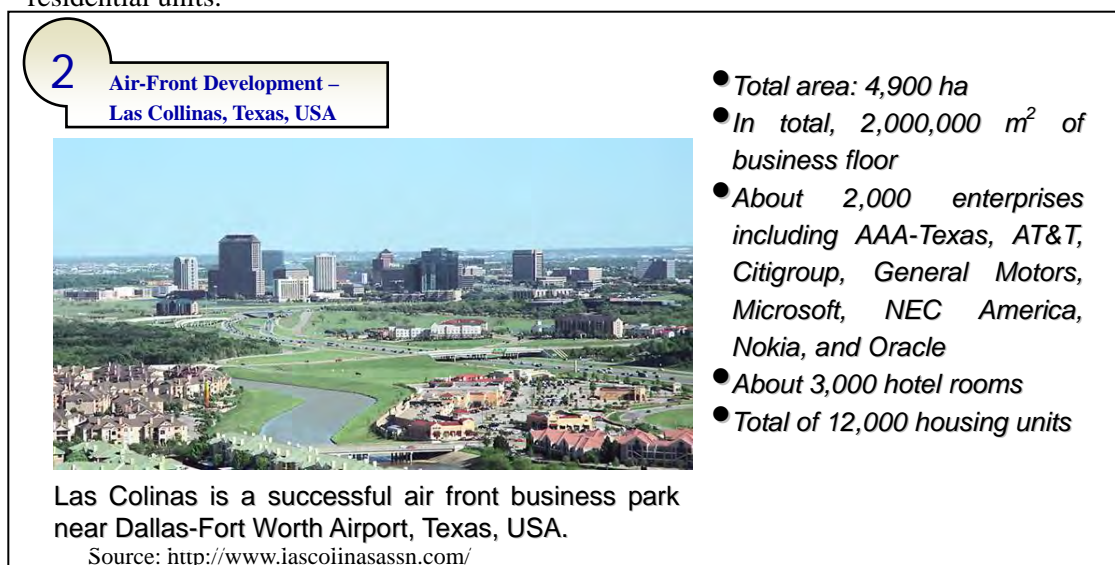 residential units.
2
Air-Front Development –
Las Collinas, Texas, USA
● Total area: 4,900 ha
● In total, 2,000,000 m² of
business floor
● About 2,000 enterprises
including AAA-Texas, AT&T,
Citigroup, General Motors,
Microsoft, NEC America,
Nokia, and Oracle
● About 3,000 hotel rooms
● Total of 12,000 housing units
Las Colinas is a successful air front business park
near Dallas-Fort Worth Airport, Texas, USA.
Source: http://www.lascolinasassn.com/